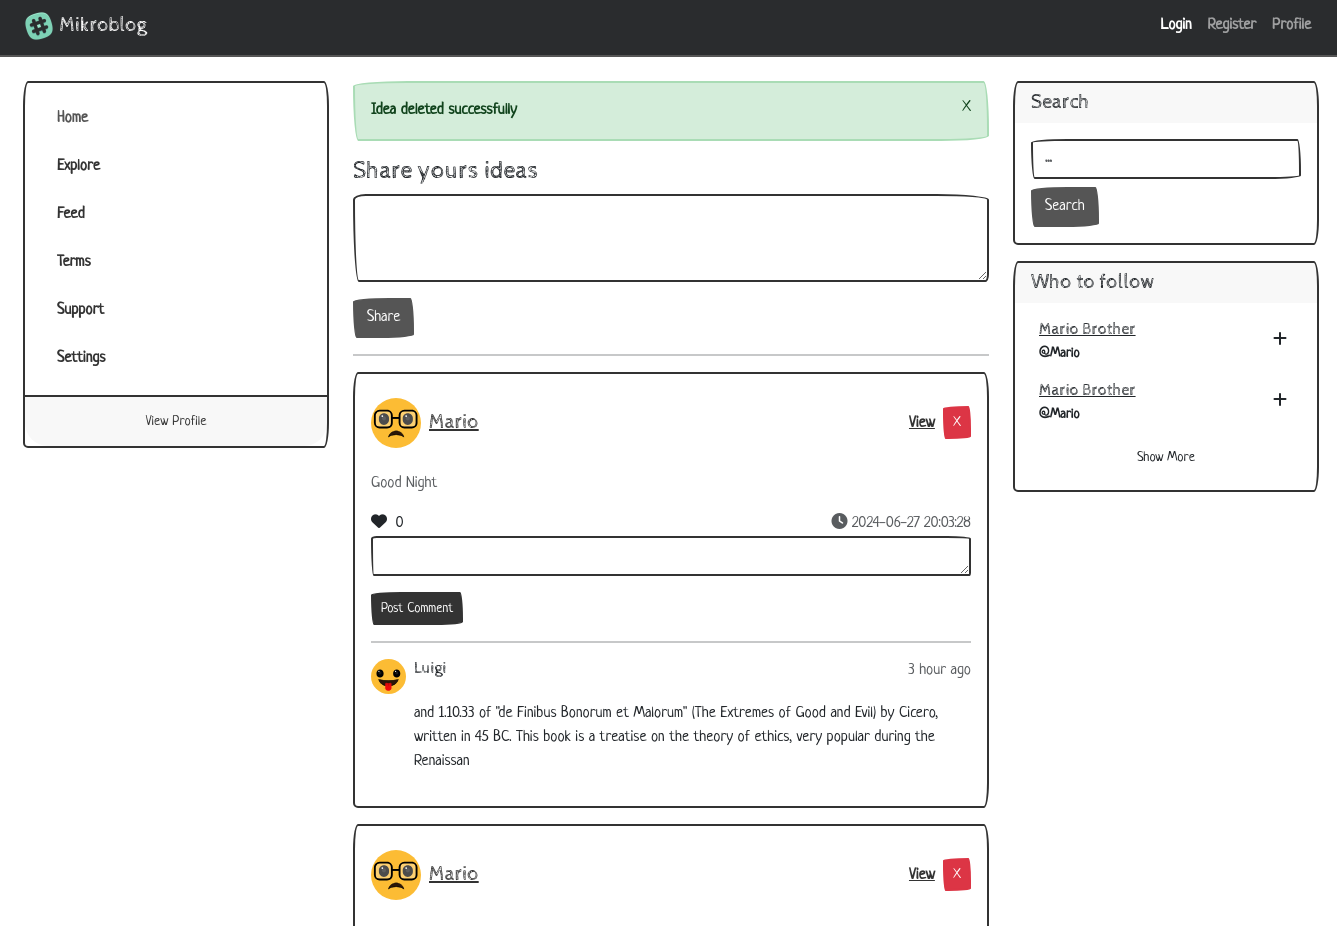 Mikroblog
Login Register Profile
Home
Explore
Feed
Terms
Support
Settings
View Profile
Idea deleted successfully X
Share yours ideas
Share
Mario View X
Good Night
0 2024-06-27 20:03:28
Post Comment
Luigi 3 hour ago
and 1.10.33 of "de Finibus Bonorum et Malorum" (The Extremes of Good and Evil) by Cicero,
written in 45 BC. This book is a treatise on the theory of ethics, very popular during the
Renaissan
Mario View X
Search
...
Search
Who to follow
Mario Brother
@Mario
+
Mario Brother
@Mario
+
Show More